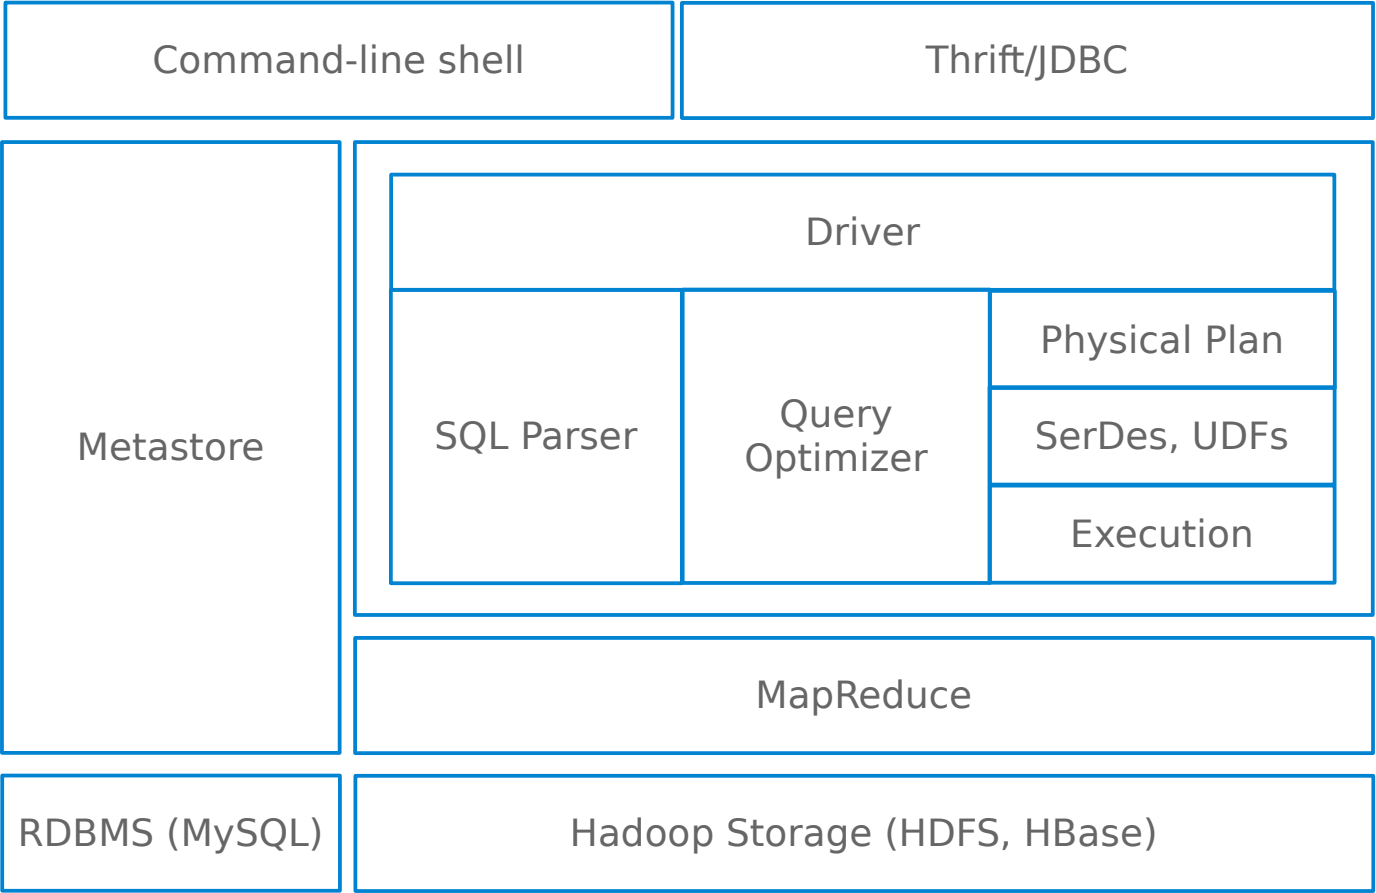 Command-line shell
Thrift/JDBC
Metastore
Driver
SQL Parser
Query
Optimizer
Physical Plan
SerDes, UDFs
Execution
MapReduce
RDBMS (MySQL)
Hadoop Storage (HDFS, HBase)